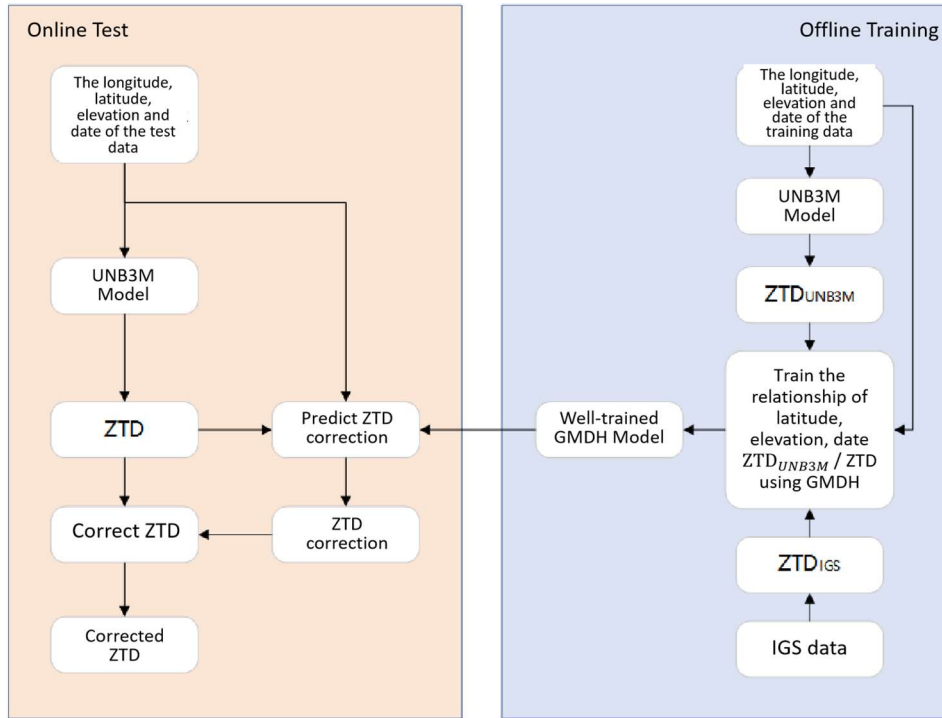 Online Test
The longitude,
latitude,
elevation and
date of the test
data
UNB3M
Model
ZTD
Predict ZTD
correction
Correct ZTD
ZTD
correction
Corrected
ZTD
Offline Training
The longitude,
latitude,
elevation and
date of the
training data
UNB3M
Model
ZTDUNB3M
Train the
relationship of
latitude,
elevation, date
ZTD_UNB3M / ZTD
using GMDH
Well-trained
GMDH Model
ZTDIGS
IGS data